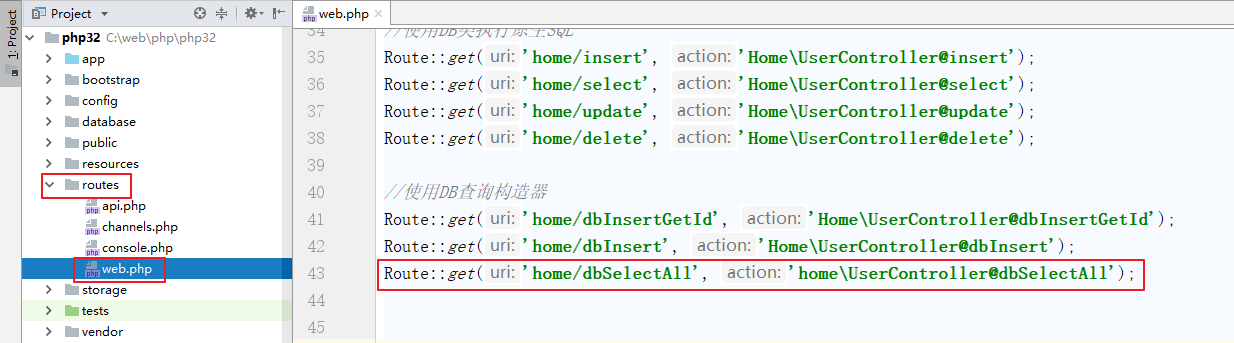 1: Project
Project
php32 C:\web\php\php32
app
bootstrap
config
database
public
resources
routes
api.php
channels.php
console.php
web.php
storage
tests
vendor
web.php
34 //使用DB类执行原生SQL
35 Route::get( uri: 'home/insert', action: 'Home\UserController@insert');
36 Route::get( uri: 'home/select', action: 'Home\UserController@select');
37 Route::get( uri: 'home/update', action: 'Home\UserController@update');
38 Route::get( uri: 'home/delete', action: 'Home\UserController@delete');
39
40 //使用DB查询构造器
41 Route::get( uri: 'home/dbInsertGetId', action: 'Home\UserController@dbInsertGetId');
42 Route::get( uri: 'home/dbInsert', action: 'Home\UserController@dbInsert');
43 Route::get( uri: 'home/dbSelectAll', action: 'home\UserController@dbSelectAll');
44
45